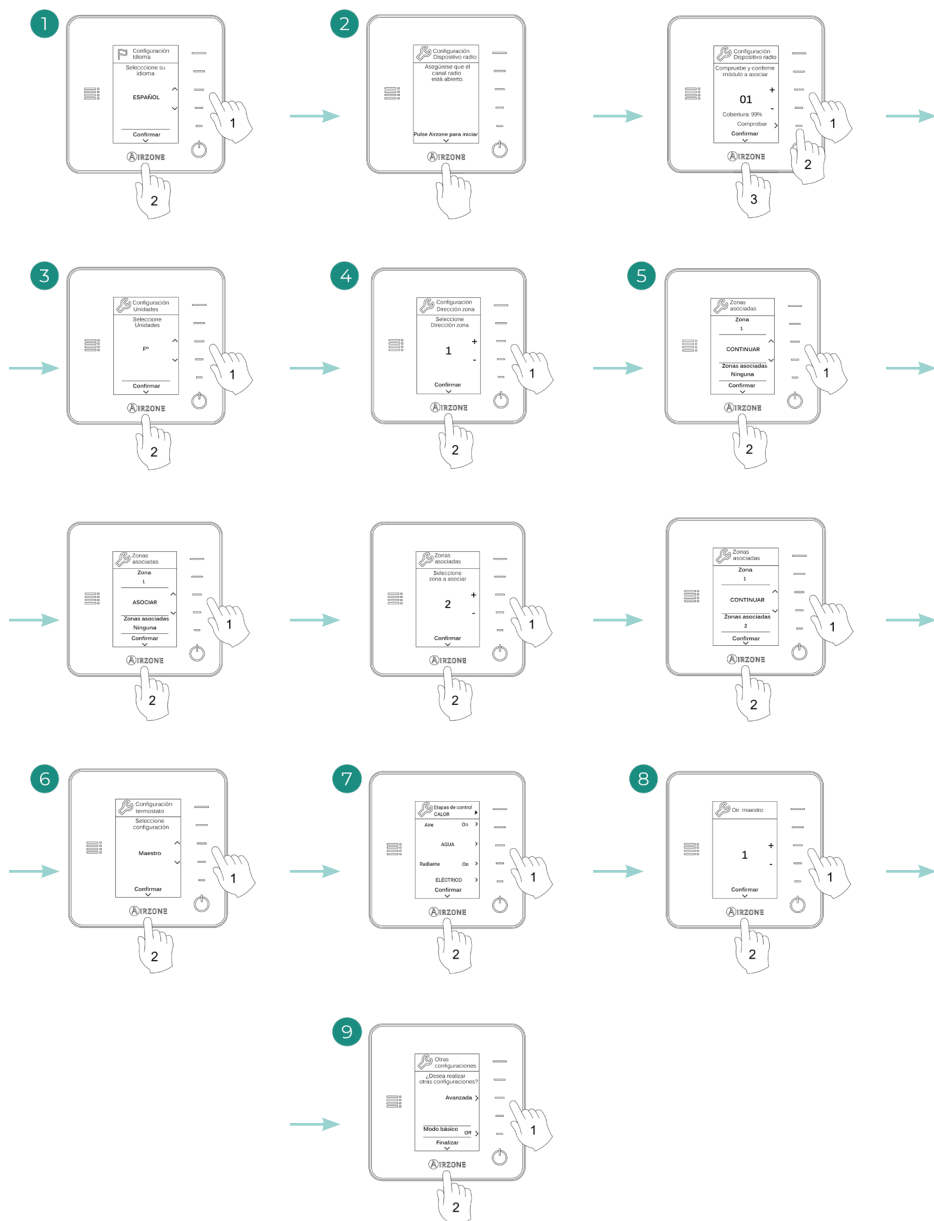 1
Configuración
Idioma
Selecccione su
idioma
ESPAÑOL
Confirmar
AIRZONE
1
2
2
Configuración
Dispositivo radio
Asegúrese que el
canal radio
está abierto.
Pulse Airzone para iniciar
AIRZONE
Configuración
Dispositivo radio
Compruebe y confirme
módulo a asociar
+
01
-
Cobertura: 99%
Comprobar
Confirmar
AIRZONE
1
2
3
3
Configuración
Unidades
Seleccione
Unidades
Fº
Confirmar
AIRZONE
1
2
4
Configuración
Dirección zona
Seleccione
Dirección zona
+
1
-
Confirmar
AIRZONE
1
2
5
Zonas
asociadas
Zona
1
CONTINUAR
Zonas asociadas
Ninguna
Confirmar
AIRZONE
1
2
Zonas
asociadas
Zona
1
ASOCIAR
Zonas asociadas
Ninguna
Confirmar
AIRZONE
1
2
Zonas
asociadas
Seleccione
zona a asociar
+
2
-
Confirmar
AIRZONE
1
2
Zonas
asociadas
Zona
1
CONTINUAR
Zonas asociadas
2
Confirmar
AIRZONE
1
2
6
Configuración
termostato
Seleccione
configuración
Maestro
Confirmar
AIRZONE
1
2
7
Etapas de control
CALOR
Aire On >
AGUA >
Radiante On >
ELÉCTRICO >
Confirmar
AIRZONE
1
2
8
Dir. maestro
+
1
-
Confirmar
AIRZONE
1
2
9
Otras
configuraciones
¿Desea realizar
otras configuraciones?
Avanzada >
Modo básico Off >
Finalizar
AIRZONE
1
2